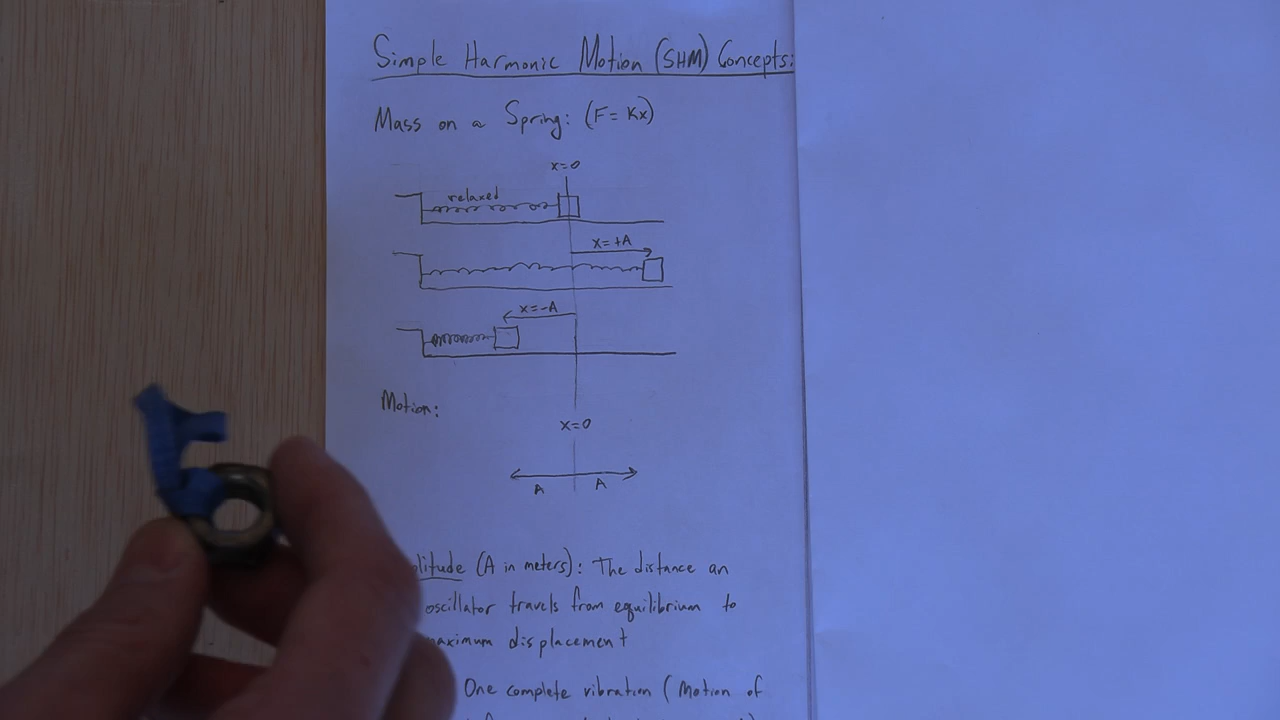 Simple Harmonic Motion (SHM) Concepts:
Mass on a Spring: (F = Kx)
x=0
relaxed
x=+A
x=-A
Motion:
x=0
A A
plitude (A in meters): The distance an
oscillator travels from equilibrium to
maximum displacement
One complete vibration (Motion of